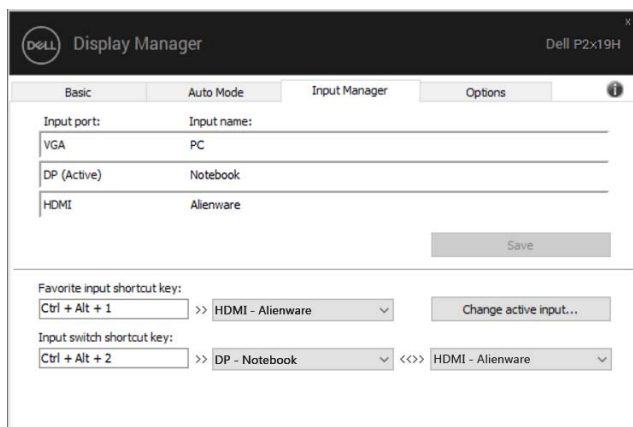 DELL Display Manager Dell P2x19H
x
Basic Auto Mode Input Manager Options i
Input port: Input name:
VGA PC
DP (Active) Notebook
HDMI Alienware
Save
Favorite input shortcut key:
Ctrl + Alt + 1 >> HDMI - Alienware Change active input...
Input switch shortcut key:
Ctrl + Alt + 2 >> DP - Notebook <<>> HDMI - Alienware